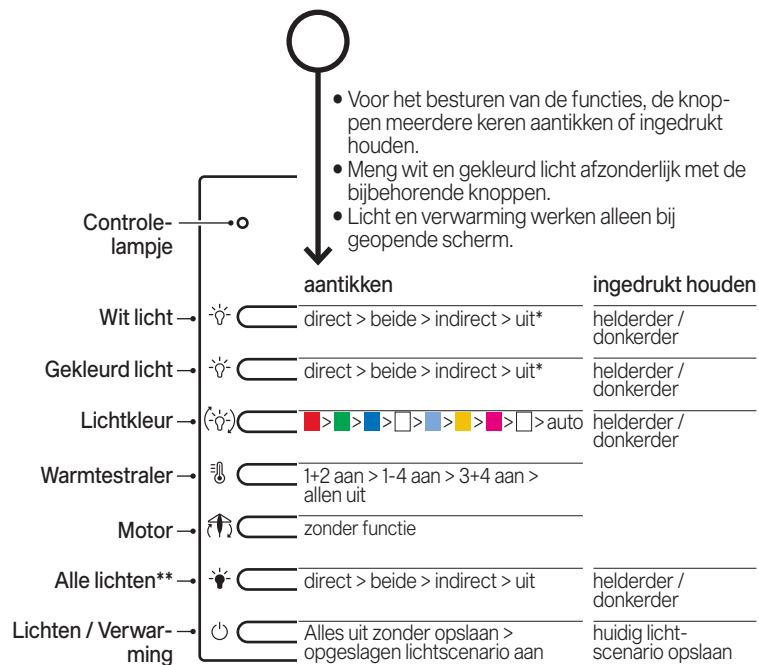 • Voor het besturen van de functies, de knop-
pen meerdere keren aantikken of ingedrukt
houden.
• Meng wit en gekleurd licht afzonderlijk met de
bijbehorende knoppen.
• Licht en verwarming werken alleen bij
geopende scherm.
Controle-
lampje
aantikken
ingedrukt houden
Wit licht
direct > beide > indirect > uit*
helderder /
donkerder
Gekleurd licht
direct > beide > indirect > uit*
helderder /
donkerder
Lichtkleur
> > > > > > > > auto
helderder /
donkerder
Warmtestraler
1+2 aan > 1-4 aan > 3+4 aan >
allen uit
Motor
zonder functie
Alle lichten**
direct > beide > indirect > uit
helderder /
donkerder
Lichten / Verwar-
ming
Alles uit zonder opslaan >
opgeslagen lichtscenario aan
huidig licht-
scenario opslaan